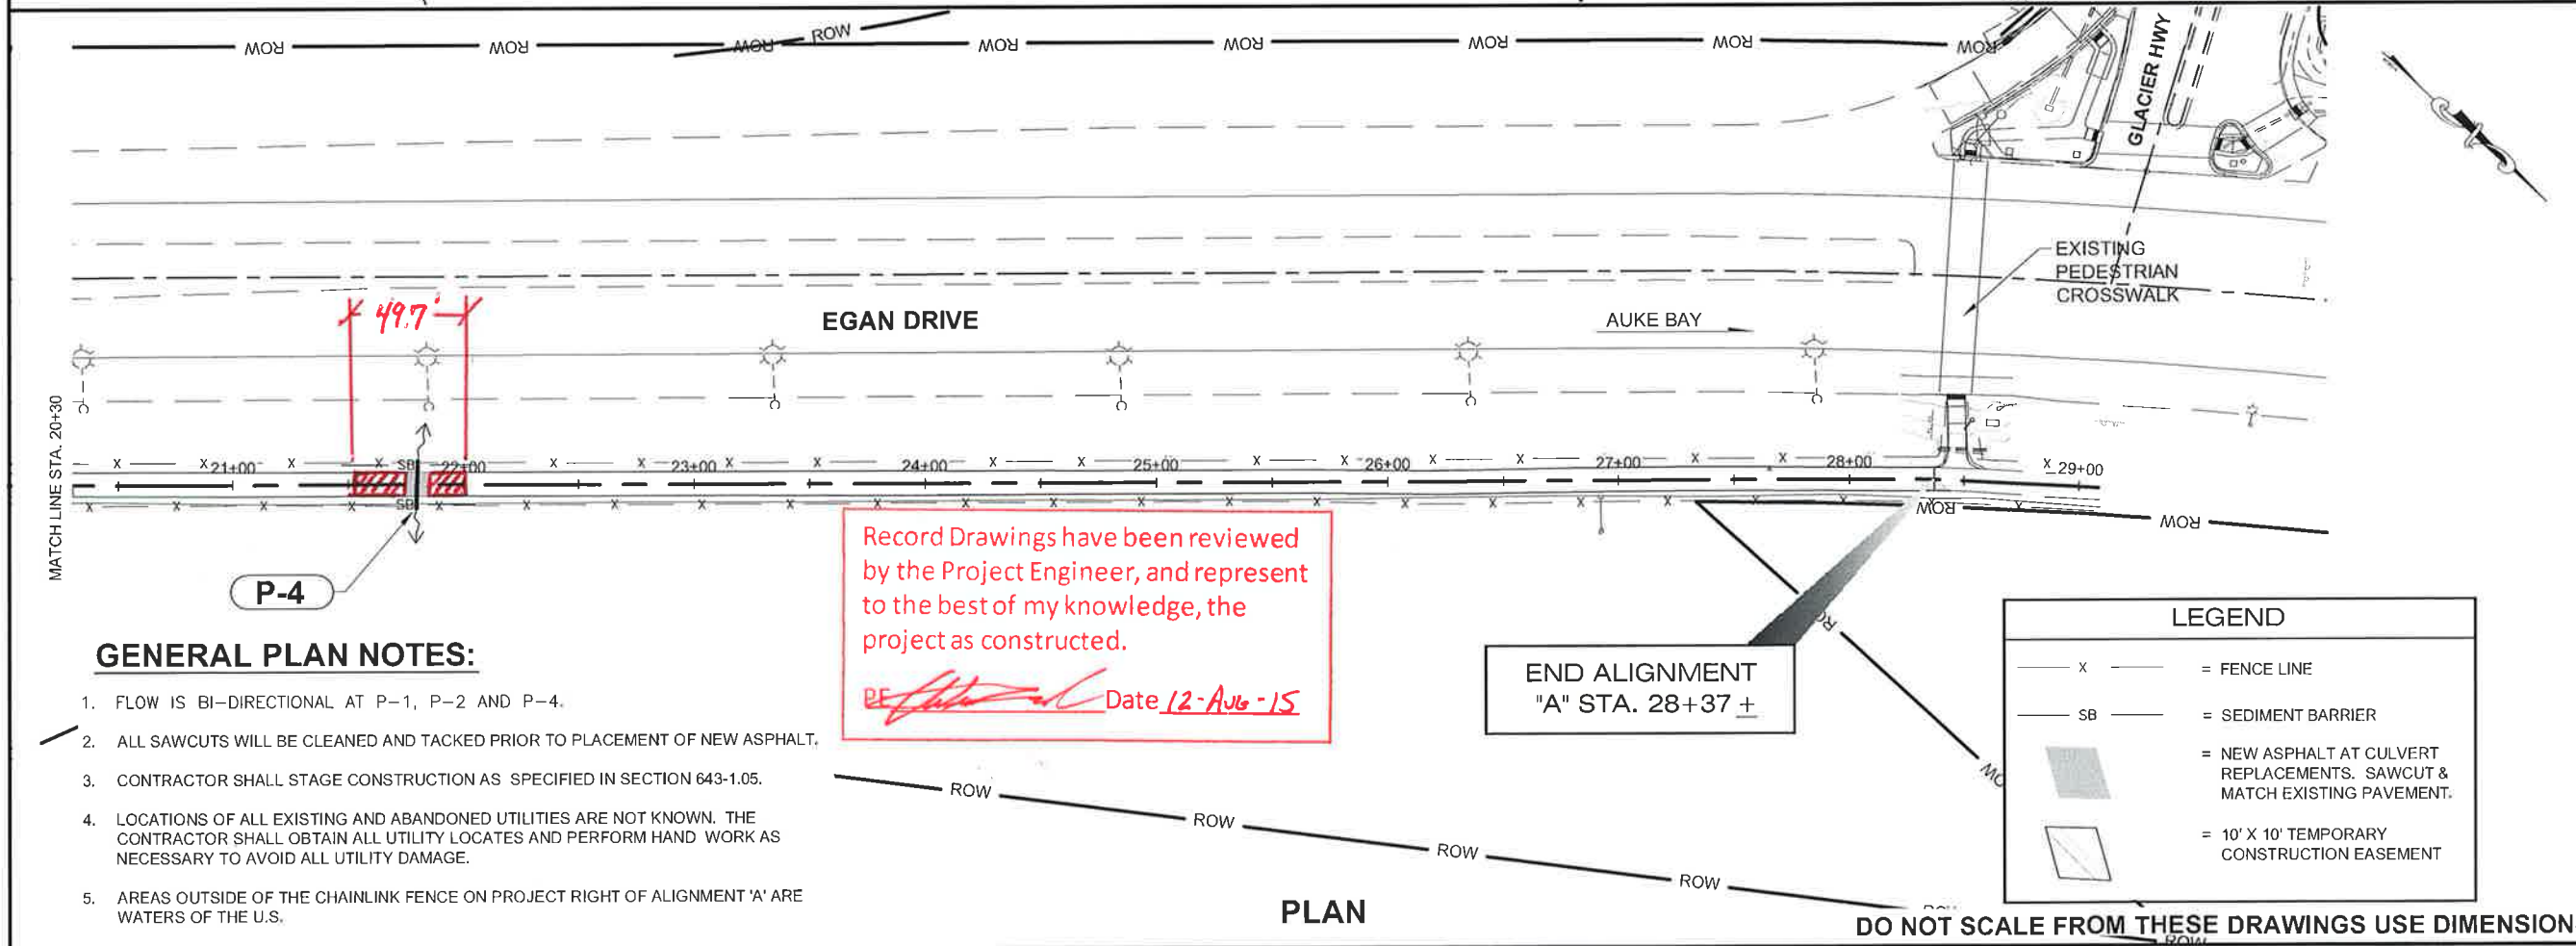 ROW ROW ROW ROW ROW ROW ROW ROW ROW
GLACIER HWY
EXISTING
PEDESTRIAN
CROSSWALK
49.7'
EGAN DRIVE
AUKE BAY
MATCH LINE STA. 20+30
X X 21+00 X X SB 22+00 X X 23+00 X X 24+00 X X 25+00 X X 26+00 X X 27+00 X X 28+00 X 29+00
X X X X SB X X X X X X X X X X X X X X X X X X
ROW ROW
P-4
Record Drawings have been reviewed
by the Project Engineer, and represent
to the best of my knowledge, the
project as constructed.
PE Date 12-Aug-15
END ALIGNMENT
"A" STA. 28+37 ±
ROW
ROW
GENERAL PLAN NOTES:
1. FLOW IS BI-DIRECTIONAL AT P-1, P-2 AND P-4.
2. ALL SAWCUTS WILL BE CLEANED AND TACKED PRIOR TO PLACEMENT OF NEW ASPHALT.
3. CONTRACTOR SHALL STAGE CONSTRUCTION AS SPECIFIED IN SECTION 643-1.05.
4. LOCATIONS OF ALL EXISTING AND ABANDONED UTILITIES ARE NOT KNOWN. THE
CONTRACTOR SHALL OBTAIN ALL UTILITY LOCATES AND PERFORM HAND WORK AS
NECESSARY TO AVOID ALL UTILITY DAMAGE.
5. AREAS OUTSIDE OF THE CHAINLINK FENCE ON PROJECT RIGHT OF ALIGNMENT 'A' ARE
WATERS OF THE U.S.
ROW ROW ROW ROW ROW
LEGEND
X = FENCE LINE
SB = SEDIMENT BARRIER
= NEW ASPHALT AT CULVERT
REPLACEMENTS. SAWCUT &
MATCH EXISTING PAVEMENT.
= 10' X 10' TEMPORARY
CONSTRUCTION EASEMENT
PLAN
DO NOT SCALE FROM THESE DRAWINGS USE DIMENSION
ROW